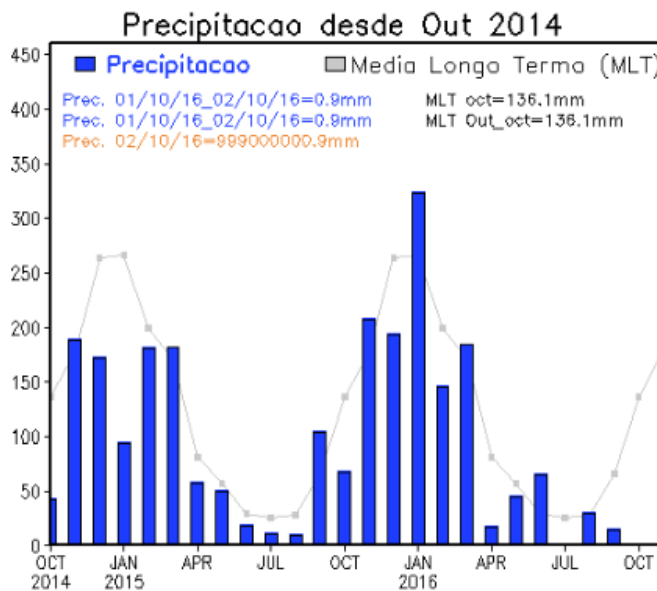 Precipítacao desde Out 2014
Precipitacao
Media Longo Termo (MLT)
Prec. 01/10/16_02/10/16=0.9mm
MLT oct=136.1mm
Prec. 01/10/16_02/10/16=0.9mm
MLT Out_oct=136.1mm
Prec. 02/10/16=999000000.9mm
450
400
350
300
250
200
150
100
50
0
OCT JAN APR JUL OCT JAN APR JUL OCT
2014 2015 2016